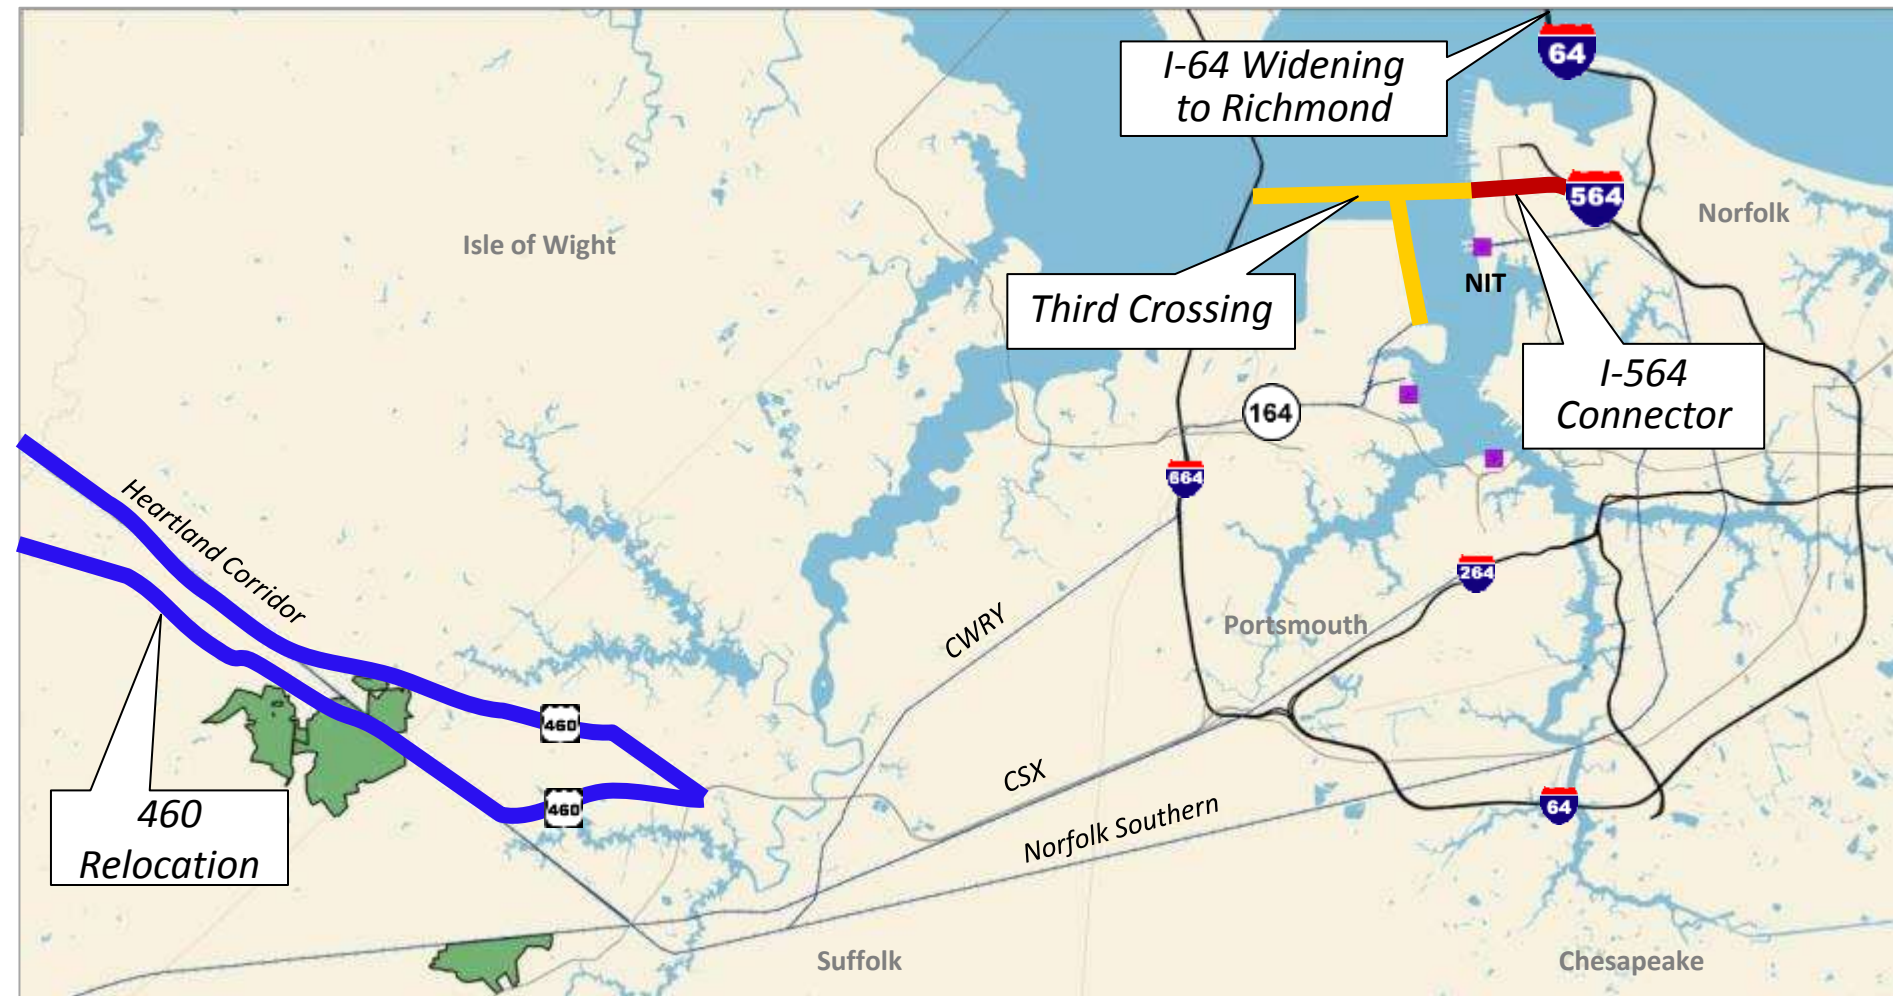 I-64 Widening
to Richmond
64
564
Norfolk
Isle of Wight
NIT
Third Crossing
I-564
Connector
164
664
Heartland Corridor
264
CWRY
Portsmouth
460
460
CSX
64
Norfolk Southern
460
Relocation
Suffolk
Chesapeake